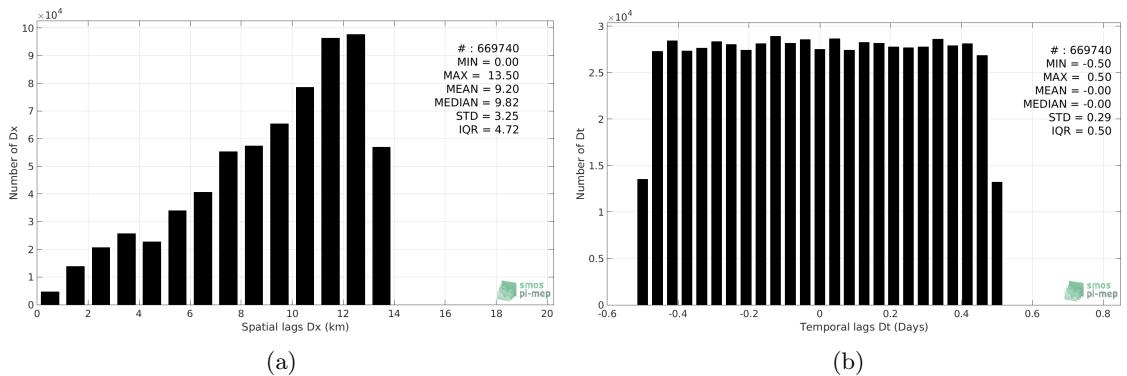 ×10⁴
10
9
8
7
6
5
4
3
2
1
0
Number of Dx
# : 669740
MIN = 0.00
MAX = 13.50
MEAN = 9.20
MEDIAN = 9.82
STD = 3.25
IQR = 4.72
smos
pi-mep
0 2 4 6 8 10 12 14 16 18 20
Spatial lags Dx (km)
(a)
×10⁴
3
2.5
2
1.5
1
0.5
0
Number of Dt
# : 669740
MIN = -0.50
MAX = 0.50
MEAN = -0.00
MEDIAN = -0.00
STD = 0.29
IQR = 0.50
smos
pi-mep
-0.6 -0.4 -0.2 0 0.2 0.4 0.6 0.8
Temporal lags Dt (Days)
(b)